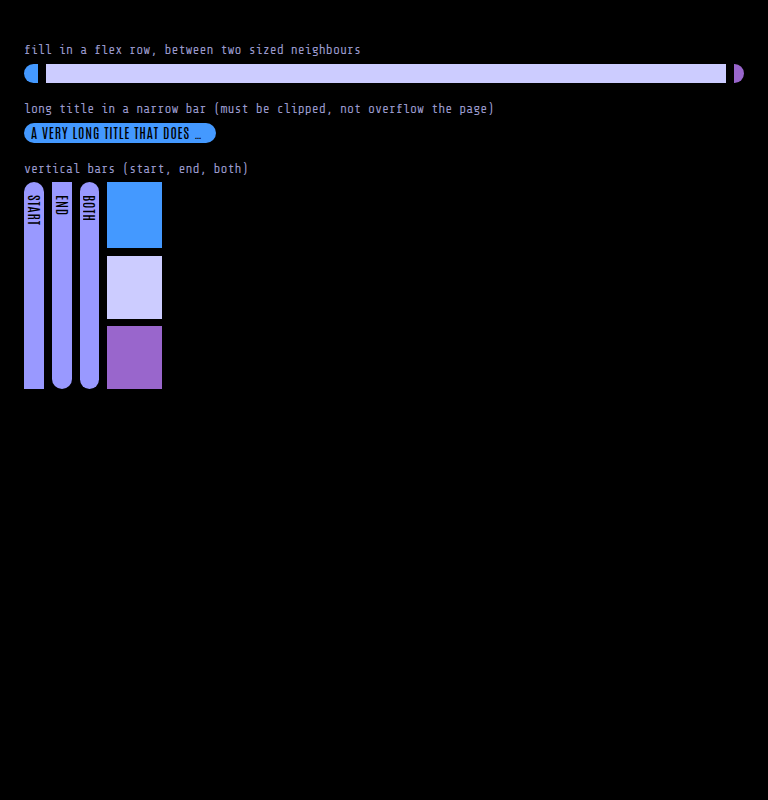 fill in a flex row, between two sized neighbours
long title in a narrow bar (must be clipped, not overflow the page)
A VERY LONG TITLE THAT DOES …
vertical bars (start, end, both)
START
END
BOTH